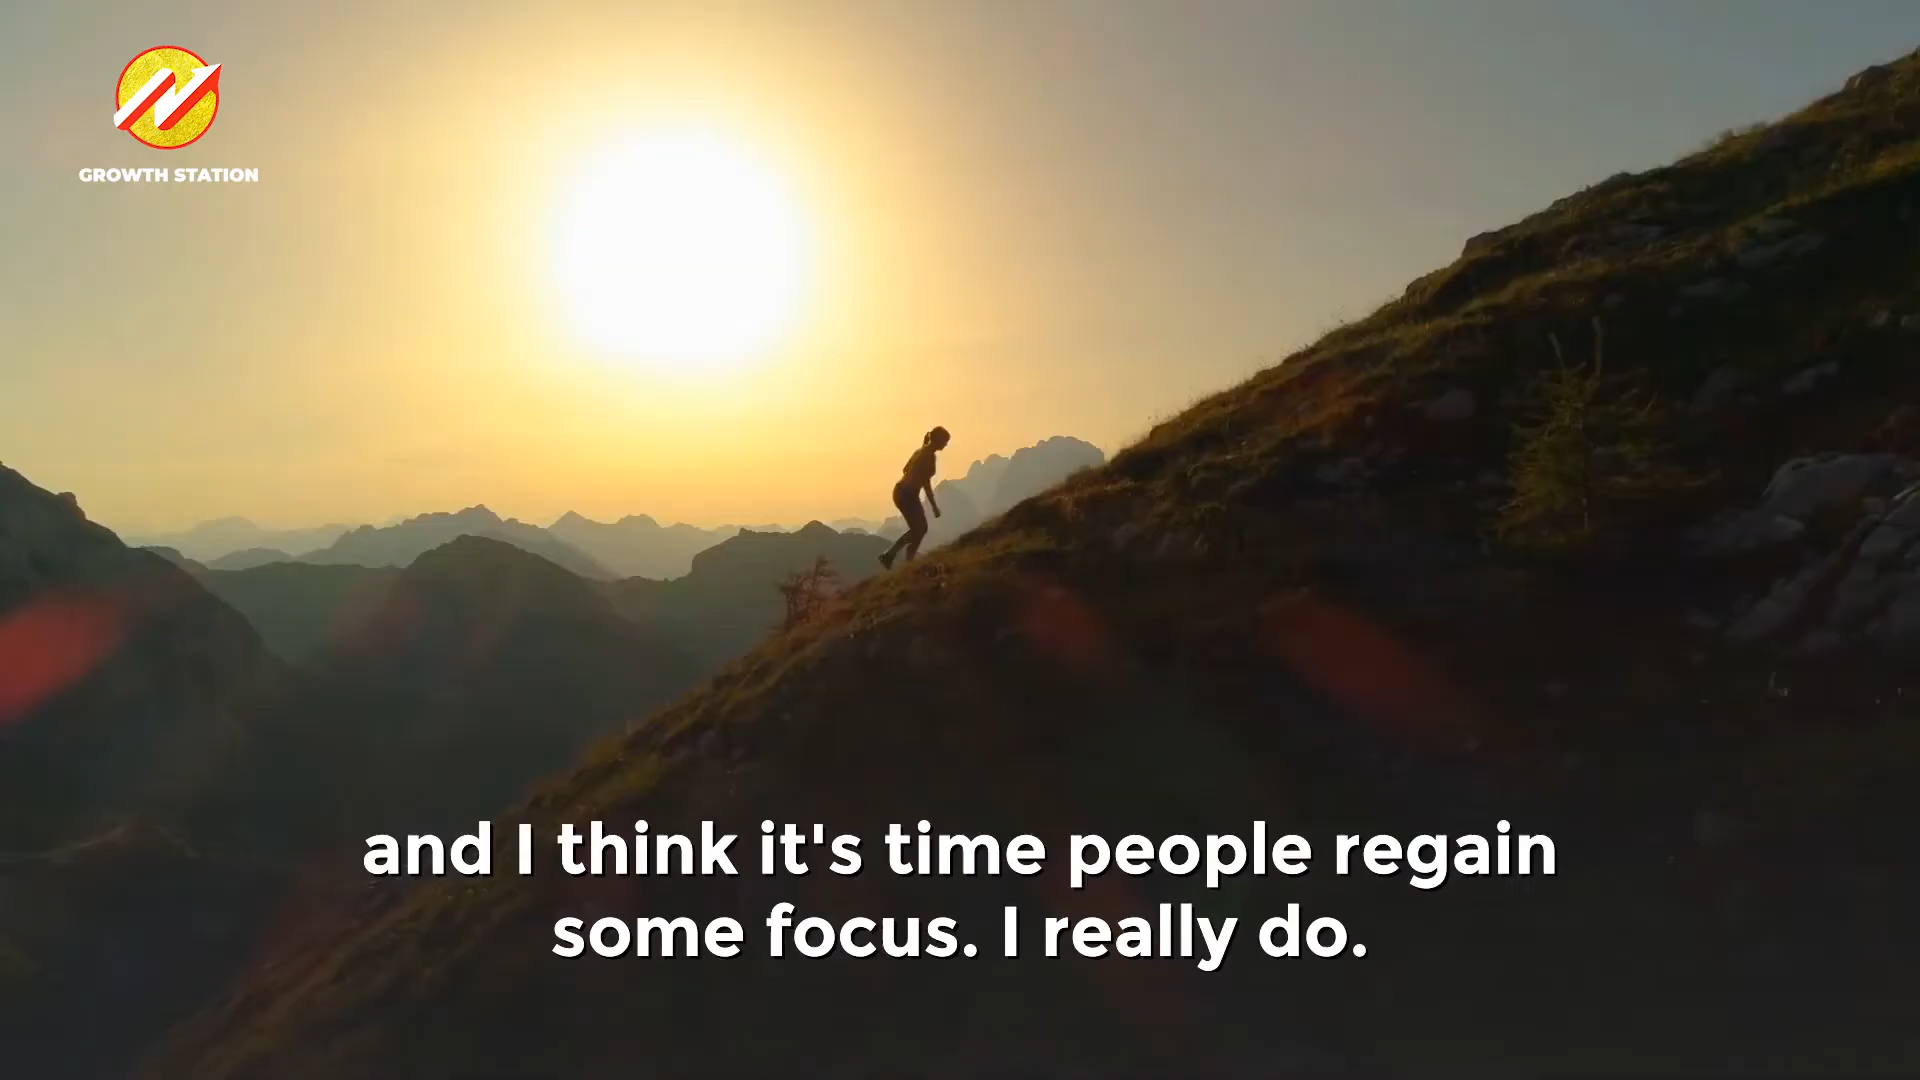 GROWTH STATION
and I think it's time people regain
some focus. I really do.